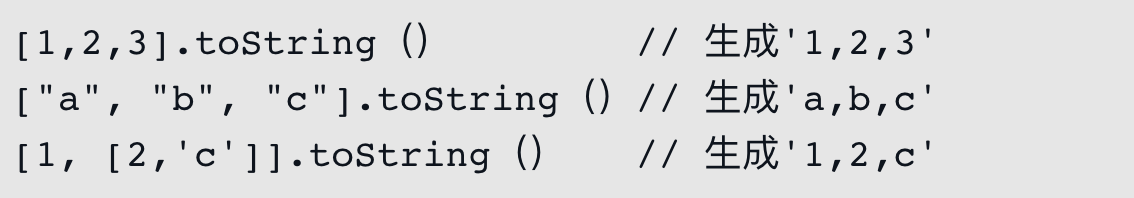 [1,2,3].toString ()          // 生成'1,2,3'
["a", "b", "c"].toString () // 生成'a,b,c'
[1, [2,'c']].toString ()    // 生成'1,2,c'